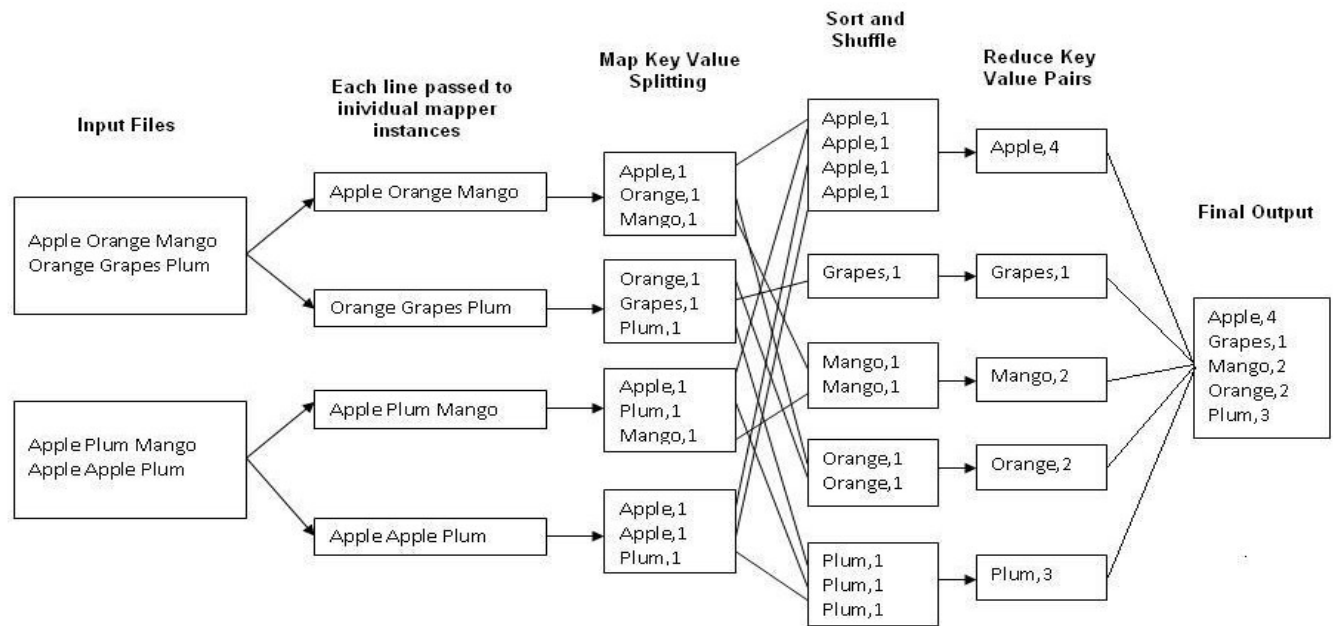 Input Files
Apple Orange Mango
Orange Grapes Plum
Apple Plum Mango
Apple Apple Plum
Each line passed to
inividual mapper
instances
Apple Orange Mango
Orange Grapes Plum
Apple Plum Mango
Apple Apple Plum
Map Key Value
Splitting
Apple,1
Orange,1
Mango,1
Orange,1
Grapes,1
Plum,1
Apple,1
Plum,1
Mango,1
Apple,1
Apple,1
Plum,1
Sort and
Shuffle
Apple,1
Apple,1
Apple,1
Apple,1
Grapes,1
Mango,1
Mango,1
Orange,1
Orange,1
Plum,1
Plum,1
Plum,1
Reduce Key
Value Pairs
Apple,4
Grapes,1
Mango,2
Orange,2
Plum,3
Final Output
Apple,4
Grapes,1
Mango,2
Orange,2
Plum,3